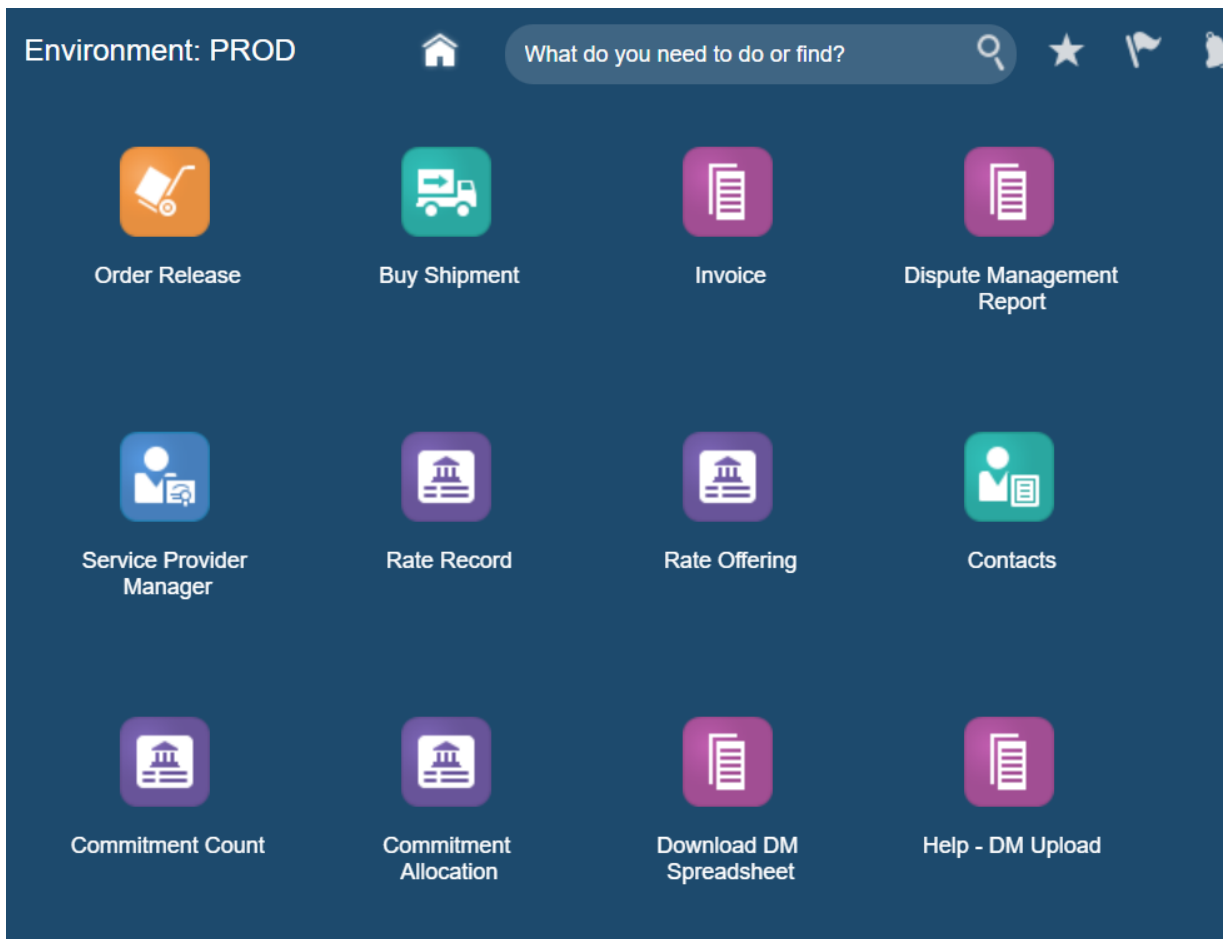 Environment: PROD
What do you need to do or find?
Order Release
Buy Shipment
Invoice
Dispute Management
Report
Service Provider
Manager
Rate Record
Rate Offering
Contacts
Commitment Count
Commitment
Allocation
Download DM
Spreadsheet
Help - DM Upload